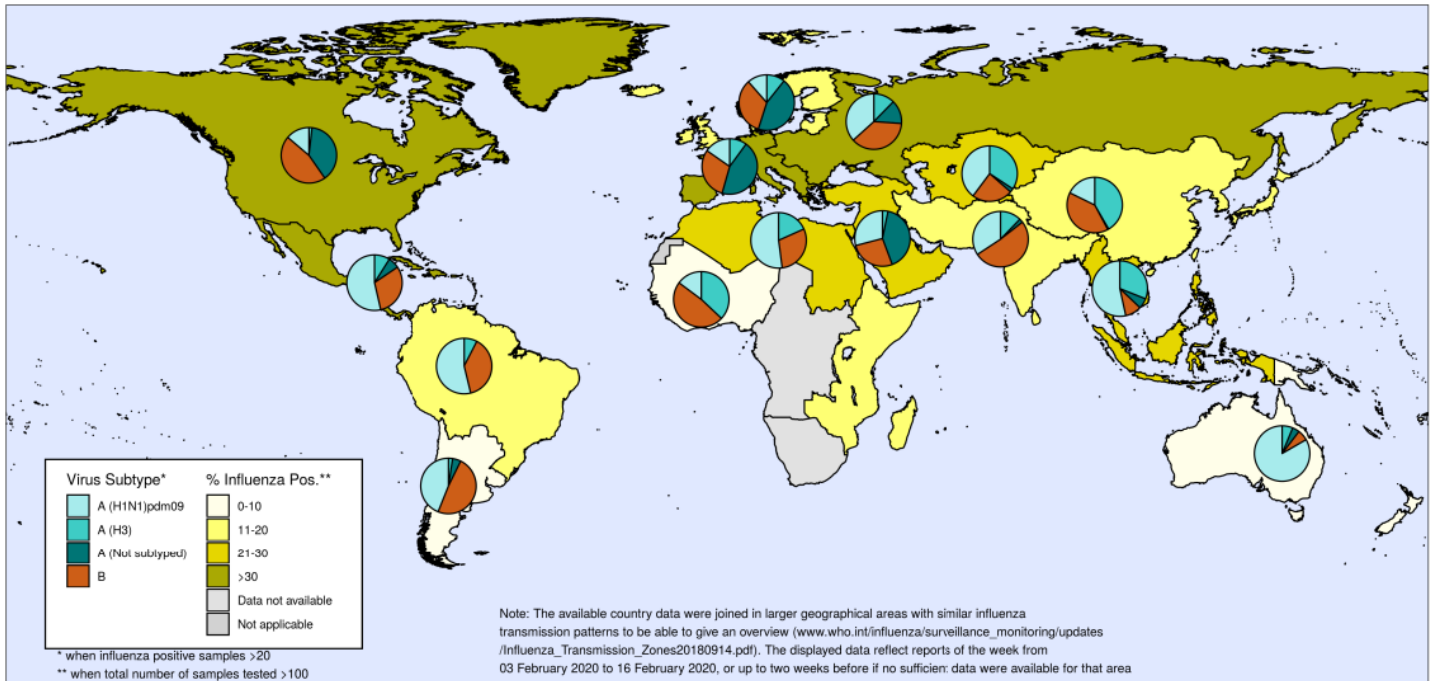 Virus Subtype*
A (H1N1)pdm09
A (H3)
A (Not subtyped)
B
% Influenza Pos.**
0-10
11-20
21-30
>30
Data not available
Not applicable
* when influenza positive samples >20
** when total number of samples tested >100
Note: The available country data were joined in larger geographical areas with similar influenza
transmission patterns to be able to give an overview (www.who.int/influenza/surveillance_monitoring/updates
/Influenza_Transmission_Zones20180914.pdf). The displayed data reflect reports of the week from
03 February 2020 to 16 February 2020, or up to two weeks before if no sufficien: data were available for that area